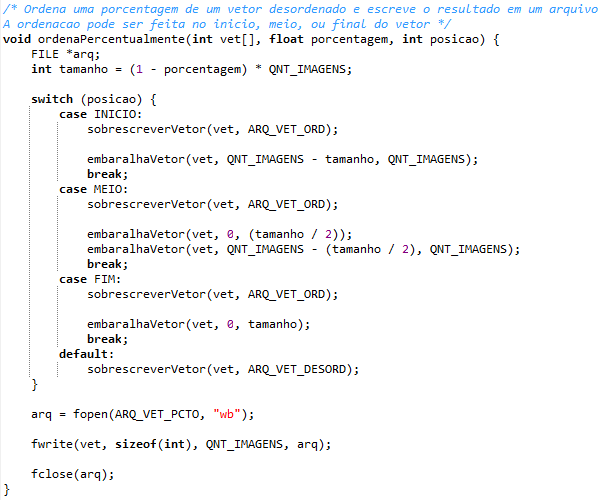 /* Ordena uma porcentagem de um vetor desordenado e escreve o resultado em um arquivo
A ordenacao pode ser feita no inicio, meio, ou final do vetor */
void ordenaPercentualmente(int vet[], float porcentagem, int posicao) {
    FILE *arq;
    int tamanho = (1 - porcentagem) * QNT_IMAGENS;

    switch (posicao) {
        case INICIO:
            sobrescreverVetor(vet, ARQ_VET_ORD);

            embaralhaVetor(vet, QNT_IMAGENS - tamanho, QNT_IMAGENS);
            break;
        case MEIO:
            sobrescreverVetor(vet, ARQ_VET_ORD);

            embaralhaVetor(vet, 0, (tamanho / 2));
            embaralhaVetor(vet, QNT_IMAGENS - (tamanho / 2), QNT_IMAGENS);
            break;
        case FIM:
            sobrescreverVetor(vet, ARQ_VET_ORD);

            embaralhaVetor(vet, 0, tamanho);
            break;
        default:
            sobrescreverVetor(vet, ARQ_VET_DESORD);
    }

    arq = fopen(ARQ_VET_PCTO, "wb");

    fwrite(vet, sizeof(int), QNT_IMAGENS, arq);

    fclose(arq);
}